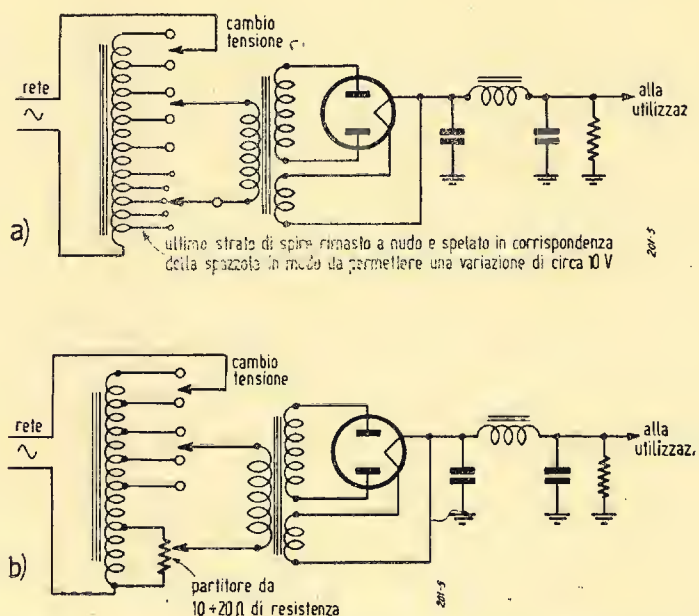 cambio
tensione
rete
alla
utilizzaz
a)
ultimo strato di spire rimasto a nudo e spelato in corrispondenza
della spazzola in modo da permettere una variazione di circa 10 V
201-5
cambio
tensione
rete
alla
utilizzaz.
b)
partitore da
10÷20Ω di resistenza
201-5